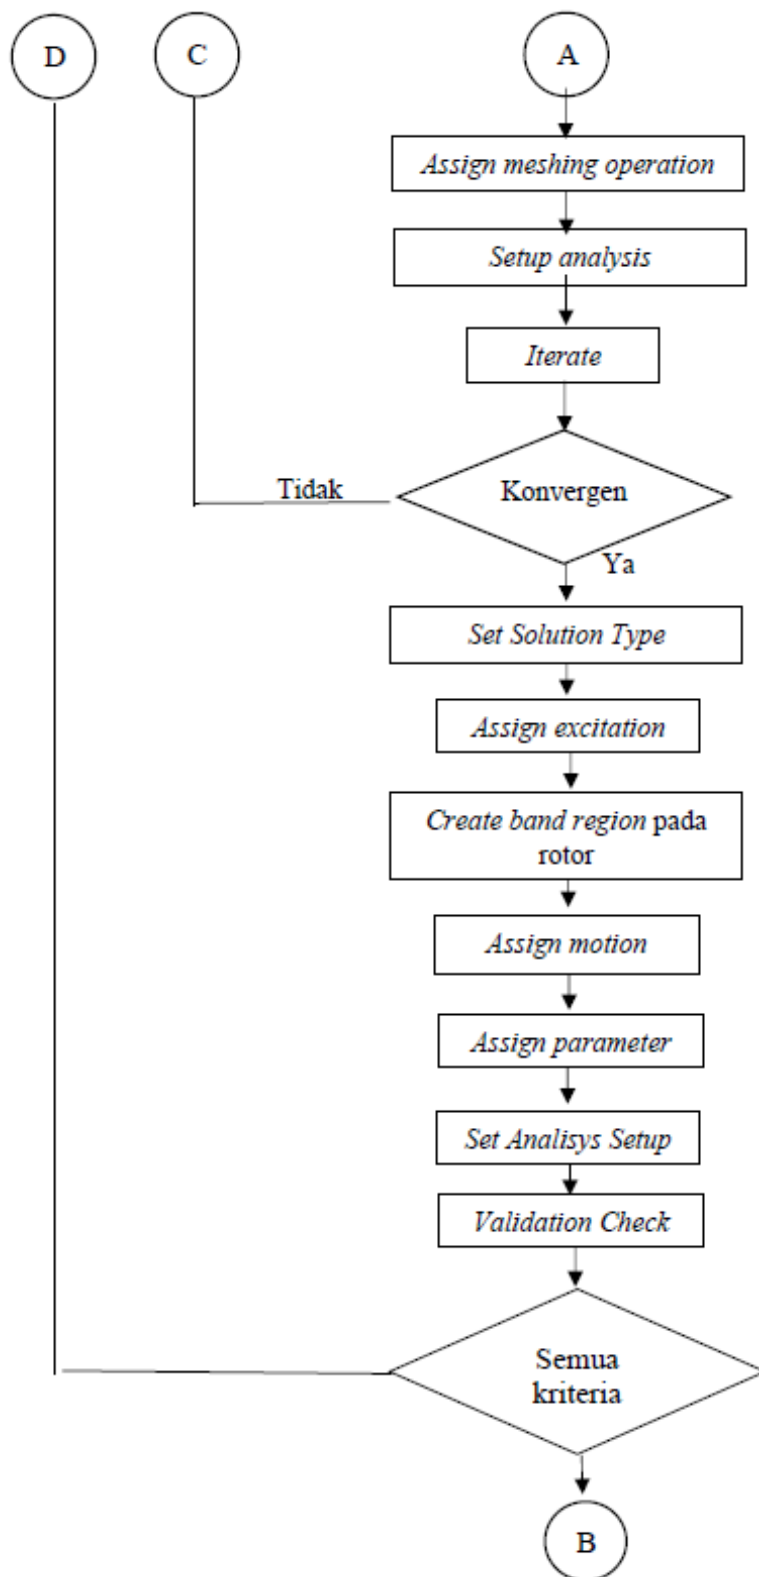 D
C
A
Assign meshing operation
Setup analysis
Iterate
Konvergen
Tidak
Ya
Set Solution Type
Assign excitation
Create band region pada
rotor
Assign motion
Assign parameter
Set Analisys Setup
Validation Check
Semua
kriteria
B